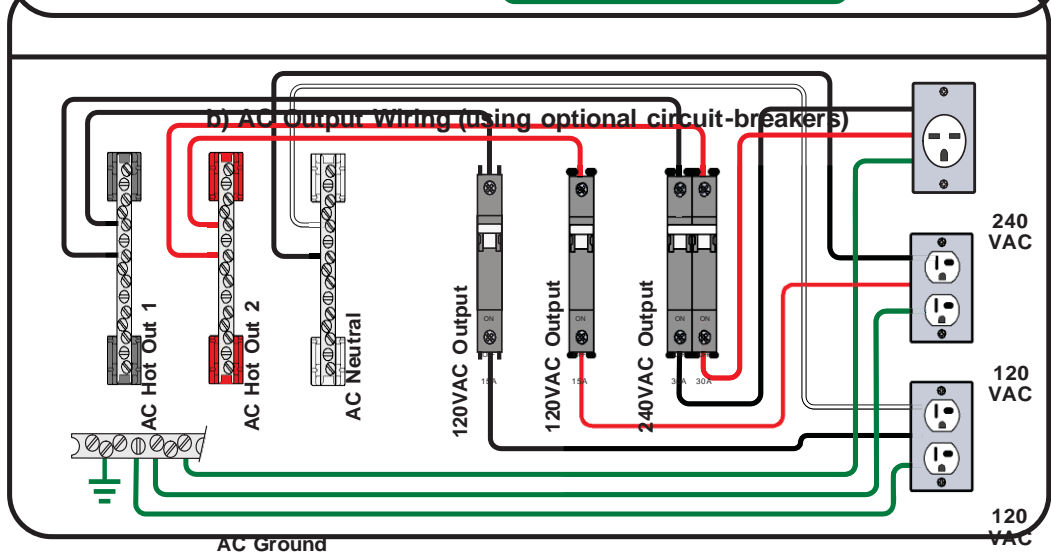 b) AC Output Wiring (using optional circuit-breakers)
240
VAC
120
VAC
120
VAC
AC Hot Out 1
AC Hot Out 2
AC Neutral
120VAC Output
120VAC Output
240VAC Output
ON
ON
ON
ON
15A
15A
30A
30A
AC Ground